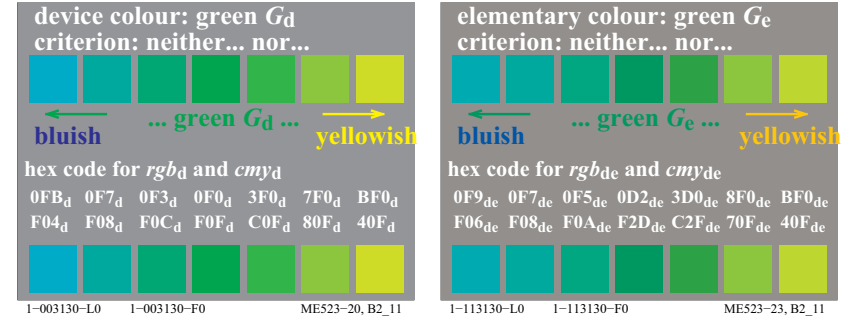 device colour: green Gd
criterion: neither... nor...
... green Gd ...
bluish
yellowish
hex code for rgbd and cmyd
0FBd 0F7d 0F3d 0F0d 3F0d 7F0d BF0d
F04d F08d F0Cd F0Fd C0Fd 80Fd 40Fd
1−003130−L0 1−003130−F0 ME523−20, B2_11
elementary colour: green Ge
criterion: neither... nor...
... green Ge ...
bluish
yellowish
hex code for rgbde and cmyde
0F9de 0F7de 0F5de 0D2de 3D0de 8F0de BF0de
F06de F08de F0Ade F2Dde C2Fde 70Fde 40Fde
1−113130−L0 1−113130−F0 ME523−23, B2_11